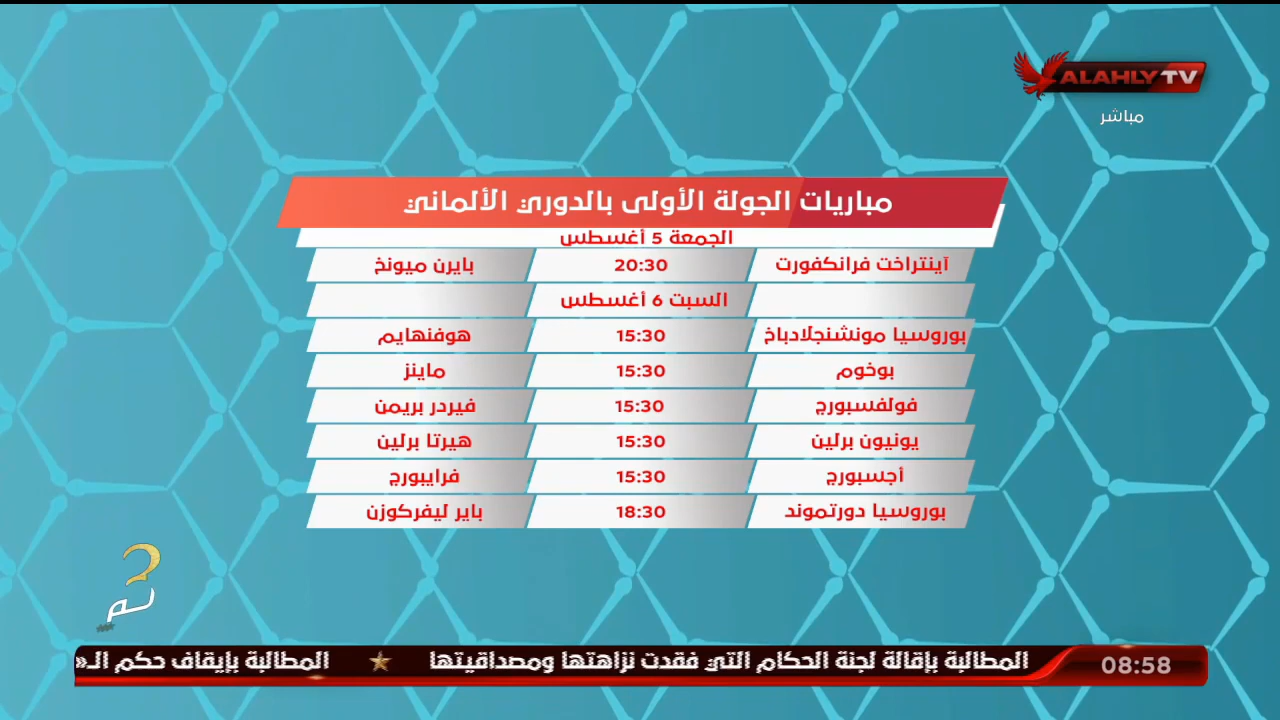 ALAHLY TV
مباشر
مباريات الجولة الأولى بالدوري الألماني
الجمعة 5 أغسطس
آينتراخت فرانكفورت 20:30 بايرن ميونخ
السبت 6 أغسطس
بوروسيا مونشنجلادباخ 15:30 هوفنهايم
بوخوم 15:30 ماينز
فولفسبورج 15:30 فيردر بريمن
يونيون برلين 15:30 هيرتا برلين
أجسبورج 15:30 فرايبورج
بوروسيا دورتموند 18:30 باير ليفركوزن
08:58 المطالبة بإقالة لجنة الحكام التي فقدت نزاهتها ومصداقيتها المطالبة بإيقاف حكم الـ«